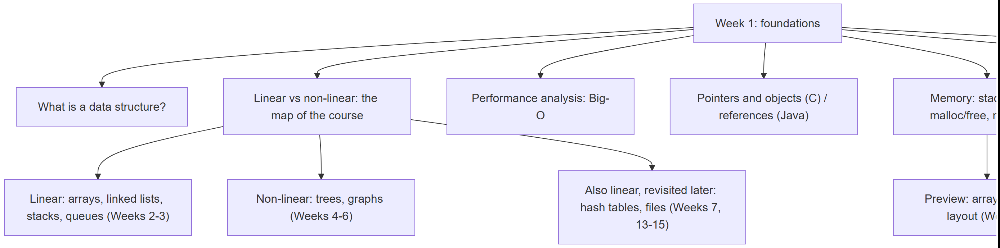 Week 1: foundations
What is a data structure?
Linear vs non-linear: the
map of the course
Performance analysis: Big-
O
Pointers and objects (C) /
references (Java)
Memory:
malloc/free,
Linear: arrays, linked lists,
stacks, queues (Weeks 2-3)
Non-linear: trees, graphs
(Weeks 4-6)
Also linear, revisited later:
hash tables, files (Weeks 7,
13-15)
Preview: array
layout